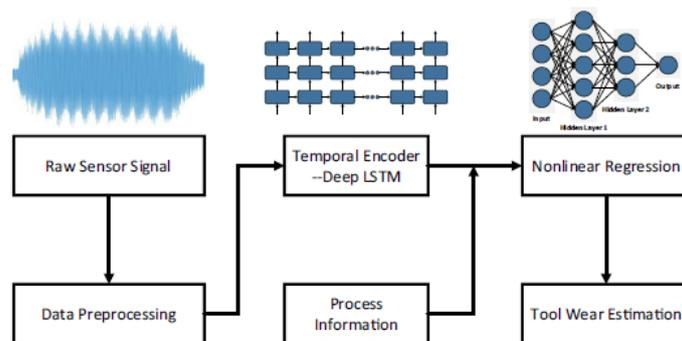 Input
Hidden Layer 1
Hidden Layer 2
Output
Raw Sensor Signal
Temporal Encoder
--Deep LSTM
Nonlinear Regression
Data Preprocessing
Process
Information
Tool Wear Estimation